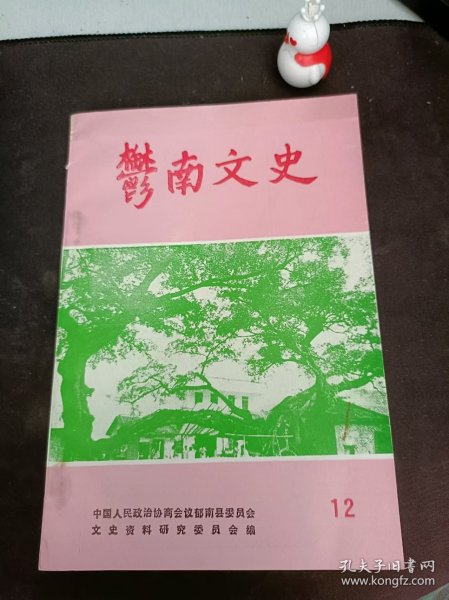 鬱南文史
中国人民政治协商会议郁南县委员会
文史资料研究委员会编
12
孔夫子旧书网
www.kongfz.com